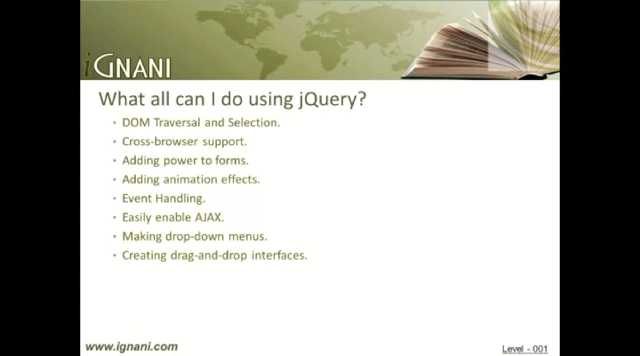 iGNANI
What all can I do using jQuery?
• DOM Traversal and Selection.
• Cross-browser support.
• Adding power to forms.
• Adding animation effects.
• Event Handling.
• Easily enable AJAX.
• Making drop-down menus.
• Creating drag-and-drop interfaces.
www.ignani.com
Level - 001